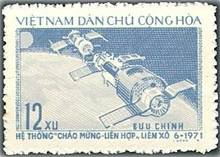 VIỆT NAM DÂN CHỦ CỘNG HÒA
12 XU
BƯU CHÍNH
HỆ THỐNG "CHÀO MỪNG-LIÊN HỢP". LIÊN XÔ 6-1971